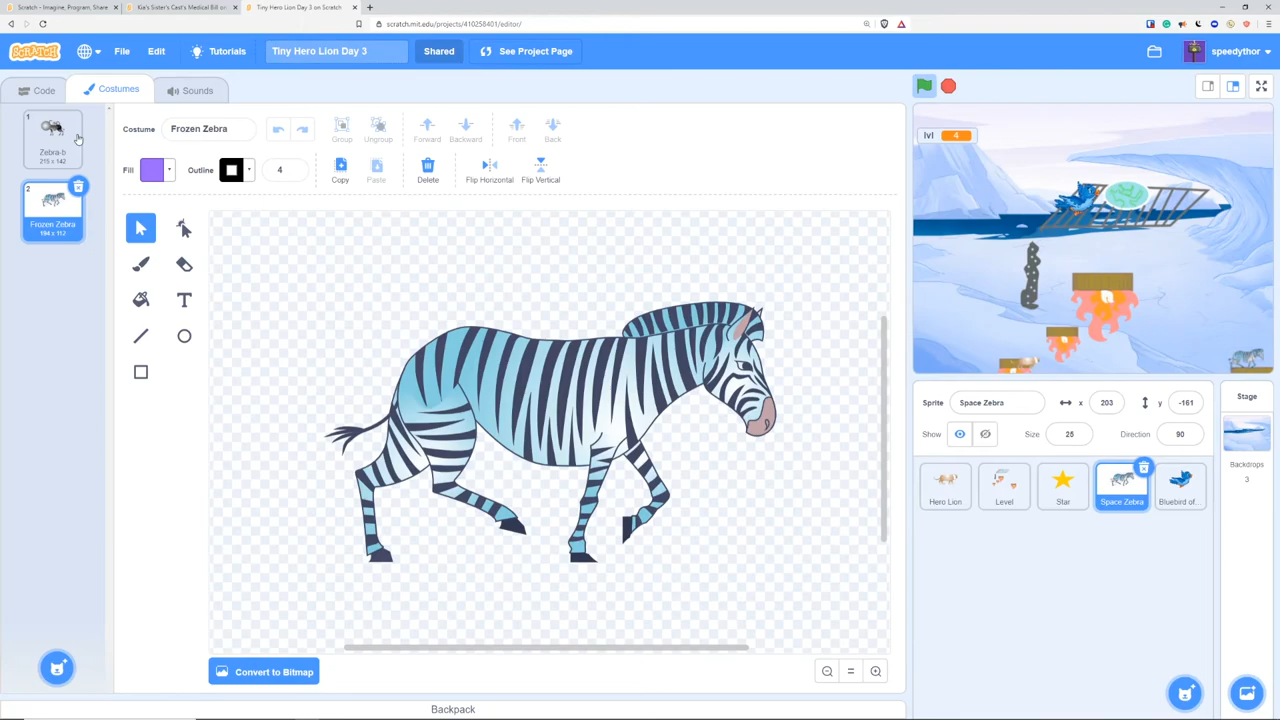 Scratch - Imagine, Program, Share
Kia's Sister's Cast's Medical Bill on
Tiny Hero Lion Day 3 on Scratch
scratch.mit.edu/projects/410258401/editor/
SCRATCH
File
Edit
Tutorials
Tiny Hero Lion Day 3
Shared
See Project Page
speedythor
Code
Costumes
Sounds
1
Zebra-b
215 x 142
2
Frozen Zebra
194 x 112
Costume
Frozen Zebra
Group
Ungroup
Forward
Backward
Front
Back
Fill
Outline
4
Copy
Paste
Delete
Flip Horizontal
Flip Vertical
Convert to Bitmap
Backpack
lvl 4
Sprite
Space Zebra
x
203
y
-161
Show
Size
25
Direction
90
Stage
Backdrops
3
Hero Lion
Level
Star
Space Zebra
Bluebird of...